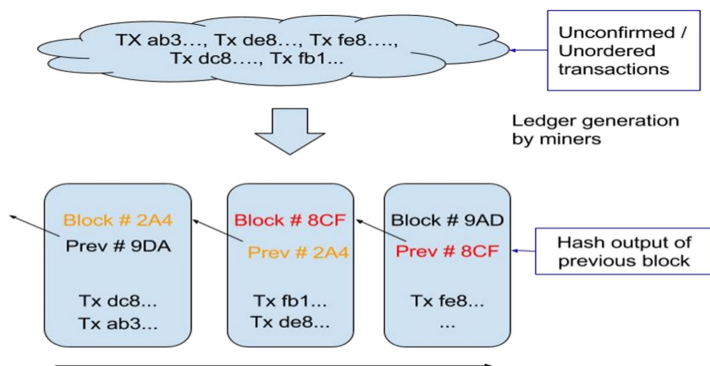 TX ab3..., Tx de8..., Tx fe8....,
Tx dc8...., Tx fb1...
Unconfirmed /
Unordered
transactions
Ledger generation
by miners
Block # 2A4
Prev # 9DA
Tx dc8...
Tx ab3...
Block # 8CF
Prev # 2A4
Tx fb1...
Tx de8...
Block # 9AD
Prev # 8CF
Tx fe8...
...
Hash output of
previous block